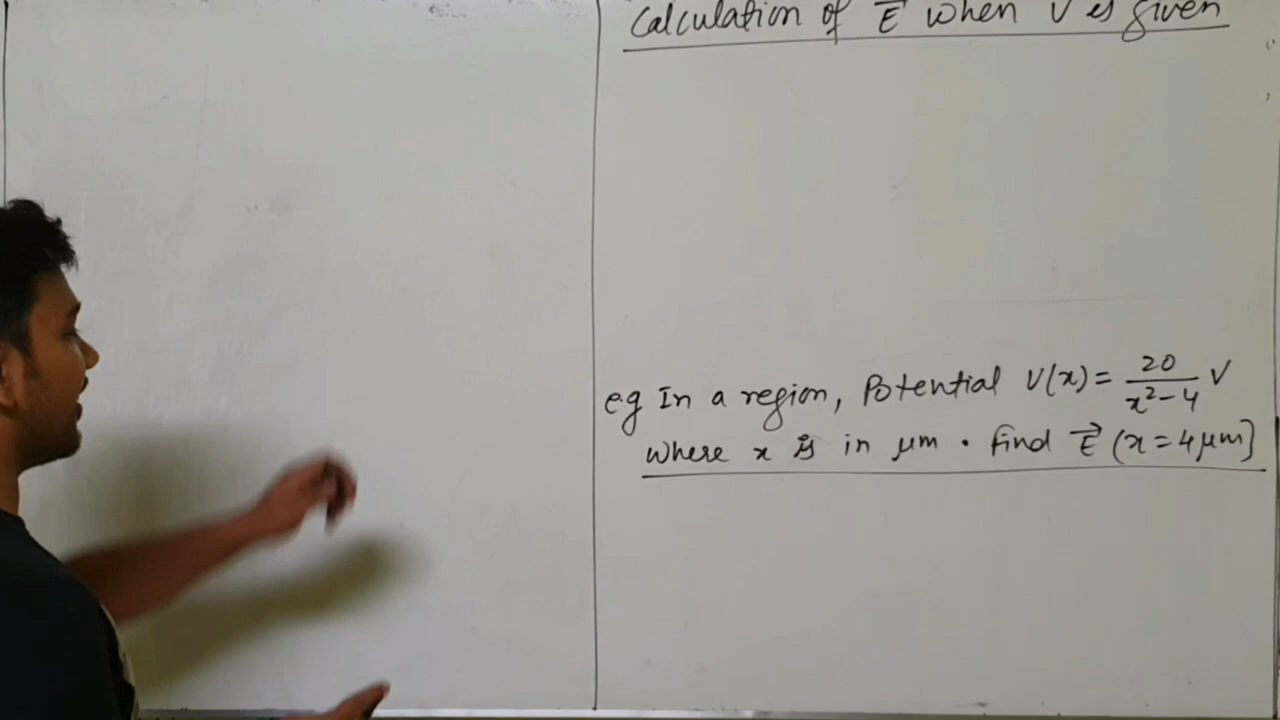 Calculation of E⃗ when V is given
e.g In a region, Potential V(x) = 20/(x²-4) V
where x is in μm. Find E⃗ (x = 4μm)